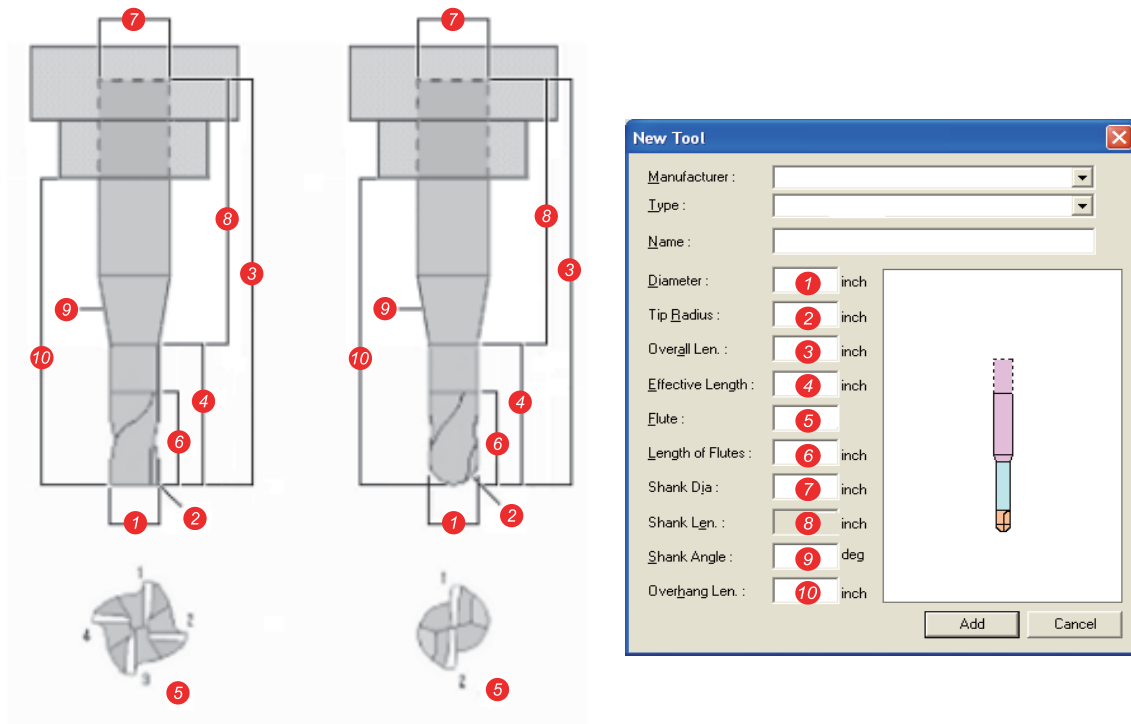 7
8
3
9
10
4
6
1
2
1
2
3
4
5
7
8
3
9
10
4
6
1
2
1
2
5
New Tool
Manufacturer :
Type :
Name :
Diameter : 1 inch
Tip Radius : 2 inch
Overall Len. : 3 inch
Effective Length : 4 inch
Flute : 5
Length of Flutes : 6 inch
Shank Dia : 7 inch
Shank Len. : 8 inch
Shank Angle : 9 deg
Overhang Len. : 10 inch
Add Cancel